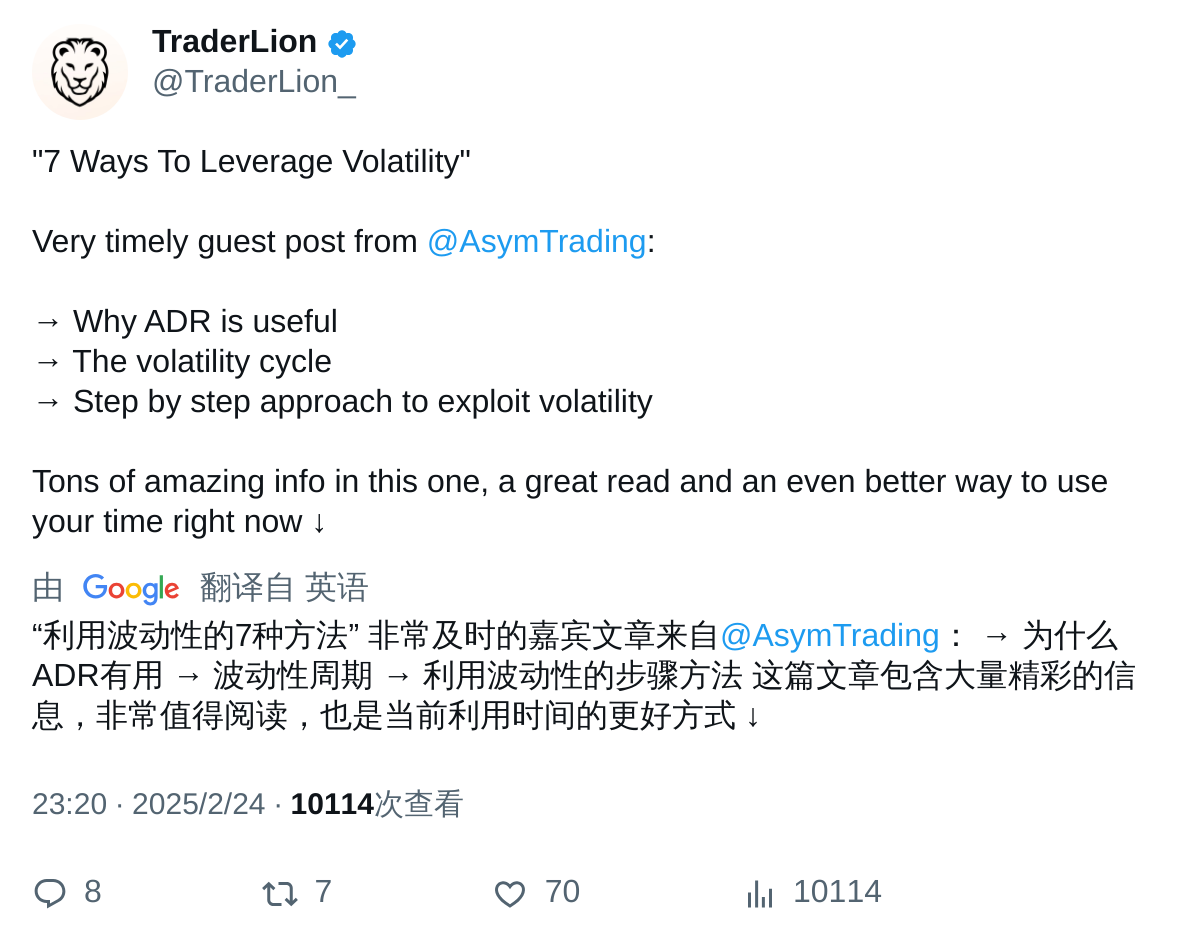 TraderLion
@TraderLion_
"7 Ways To Leverage Volatility"
Very timely guest post from @AsymTrading:
→ Why ADR is useful
→ The volatility cycle
→ Step by step approach to exploit volatility
Tons of amazing info in this one, a great read and an even better way to use
your time right now ↓
由 Google 翻译自 英语
“利用波动性的7种方法” 非常及时的嘉宾文章来自@AsymTrading： → 为什么
ADR有用 → 波动性周期 → 利用波动性的步骤方法 这篇文章包含大量精彩的信
息，非常值得阅读，也是当前利用时间的更好方式 ↓
23:20 · 2025/2/24 · 10114次查看
8 7 70 10114